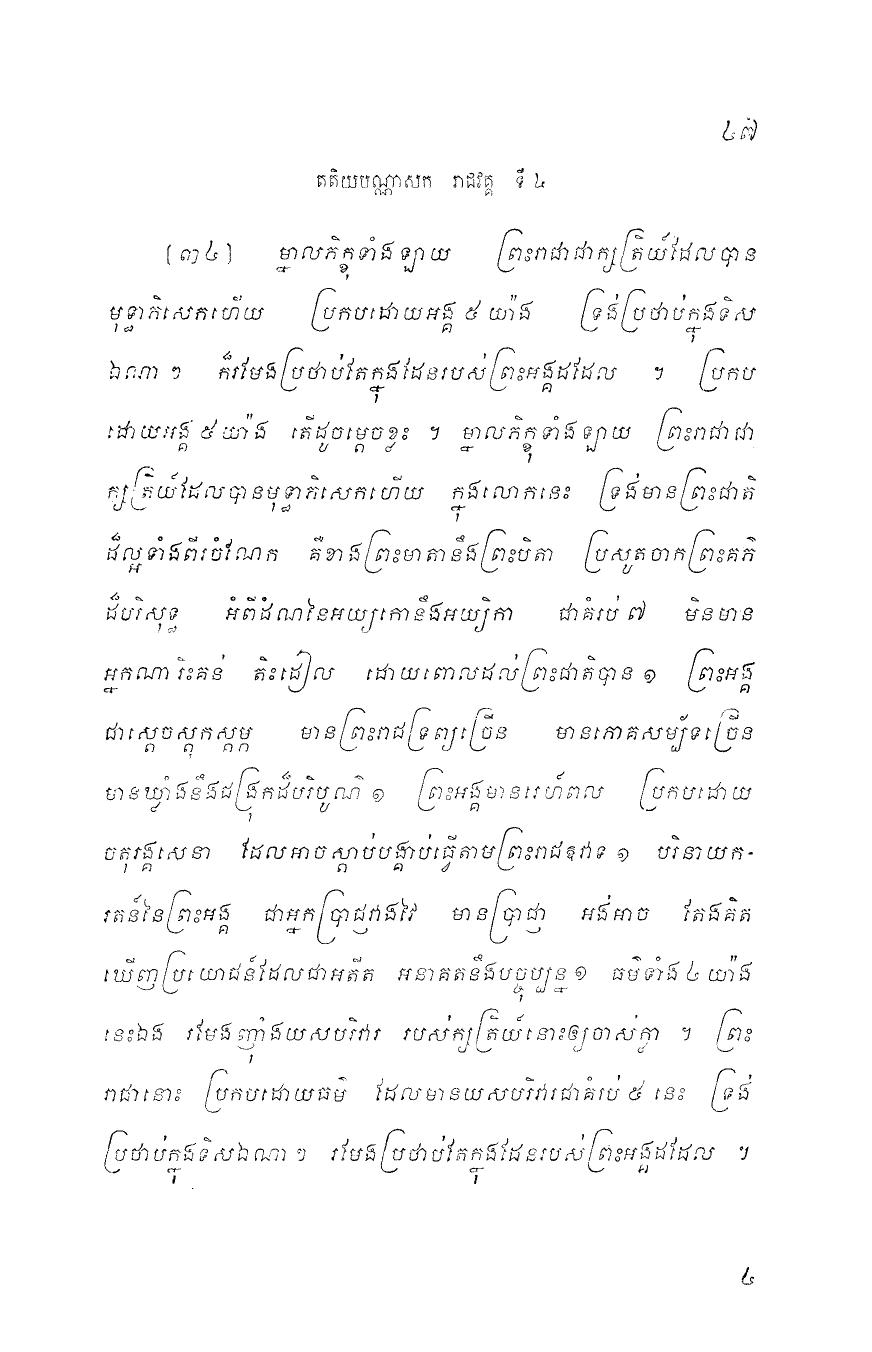 ៤៧
តតិយបណ្ណាសក រាជវគ្គ ទី ៤
[៣៤] ម្នាលភិក្ខុទាំងឡាយ ព្រះរាជាជាក្សត្រិយ៍ដែលបាន
មុទ្ធាភិសេកហើយ ប្រកបដោយអង្គ ៥ យ៉ាង ទ្រង់ប្រថាប់ក្នុងទិស
ឯណា ៗ ក៏រមែងប្រថាប់តែក្នុងដែនរបស់ព្រះអង្គដដែល ។ ប្រកប
ដោយអង្គ ៥ យ៉ាង តើដូចម្តេចខ្លះ ។ ម្នាលភិក្ខុទាំងឡាយ ព្រះរាជាជា
ក្សត្រិយ៍ដែលបានមុទ្ធាភិសេកហើយ ក្នុងលោកនេះ ទ្រង់មានព្រះជាតិ
ដ៏ល្អទាំងពីរចំណែក គឺខាងព្រះមាតានឹងព្រះបិតា ប្រសូតចាកព្រះគភ៌
ដ៏បរិសុទ្ធ អំពីដំណនៃអយ្យកោនឹងអយ្យិកា ជាគំរប់ ៧ មិនមាន
អ្នកណារិះគន់ តិះដៀល ដោយពោលដល់ព្រះជាតិបាន ១ ព្រះអង្គ
ជាស្តេចស្តុកស្តម្ភ មានព្រះរាជទ្រព្យច្រើន មានភោគសម្ប័ទច្រើន
មានឃ្លាំងនឹងជង្រុកដ៏បរិបូណ៌ ១ ព្រះអង្គមានរេហ៍ពល ប្រកបដោយ
ចតុរង្គសេនា ដែលអាចស្តាប់បង្គាប់ធ្វើតាមព្រះរាជឱវាទ ១ បរិនាយក-
រតន៍នៃព្រះអង្គ ជាអ្នកប្រាជ្ញវាងវៃ មានប្រាជ្ញា អង់អាច តែងគិត
ឃើញប្រយោជន៍ដែលជាអតីត អនាគតនឹងបច្ចុប្បន្ន ១ ធម៌ទាំង ៤ យ៉ាង
នេះឯង រមែងញុំាងយសបរិវារ របស់ក្សត្រិយ៍នោះឲ្យចាស់ក្លា ។ ព្រះ
រាជានោះ ប្រកបដោយធម៌ ដែលមានយសបរិវារជាគំរប់ ៥ នេះ ទ្រង់
ប្រថាប់ក្នុងទិសឯណា ៗ រមែងប្រថាប់តែក្នុងដែនរបស់ព្រះអង្គដដែល ។
៤